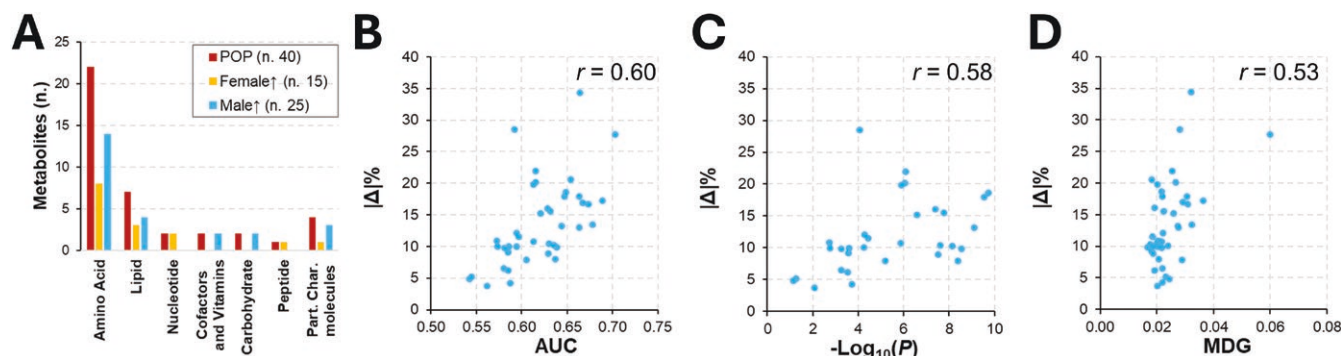 A
Metabolites (n.)
25
20
15
10
5
0
POP (n. 40)
Female↑ (n. 15)
Male↑ (n. 25)
Amino Acid
Lipid
Nucleotide
Cofactors
and Vitamins
Carbohydrate
Peptide
Part. Char.
molecules
B
|Δ|%
40
35
30
25
20
15
10
5
0
r = 0.60
0.50 0.55 0.60 0.65 0.70 0.75
AUC
C
|Δ|%
40
35
30
25
20
15
10
5
0
r = 0.58
0 2 4 6 8 10
-Log10(P)
D
|Δ|%
40
35
30
25
20
15
10
5
0
r = 0.53
0.00 0.02 0.04 0.06 0.08
MDG